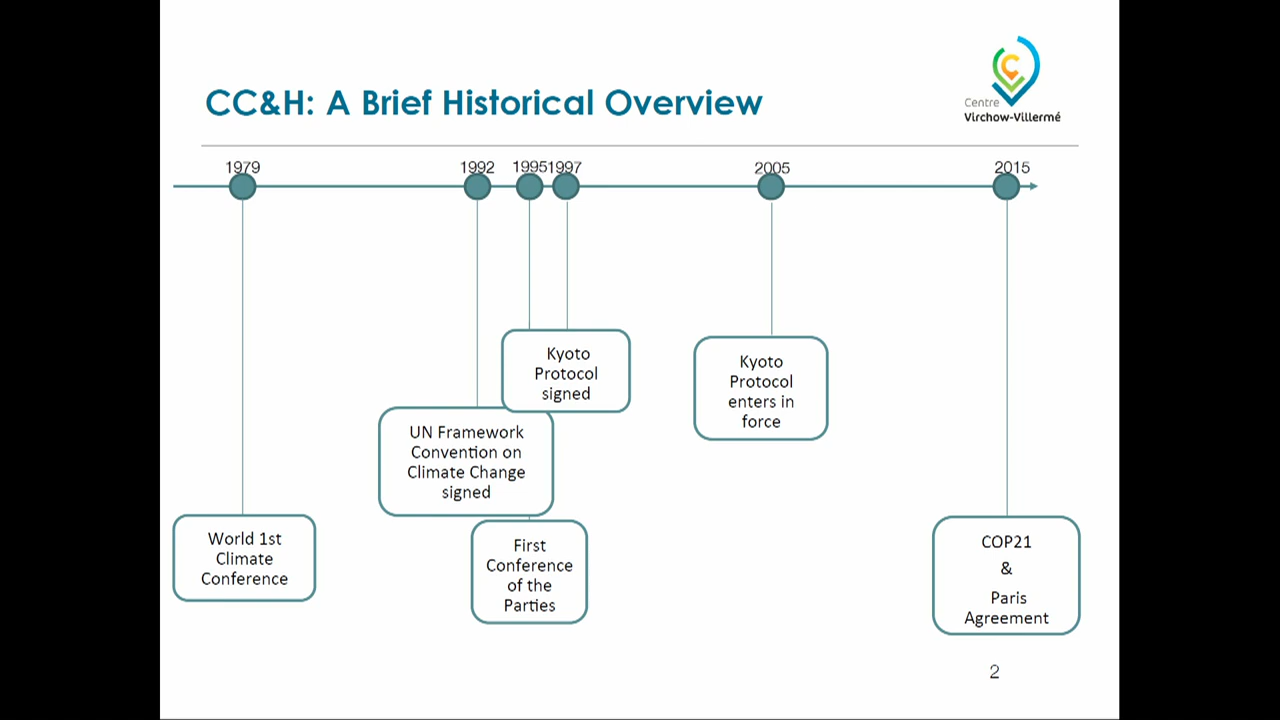 CC&H: A Brief Historical Overview
Centre
Virchow-Villermé
1979
1992
1995
1997
2005
2015
Kyoto
Protocol
signed
Kyoto
Protocol
enters in
force
UN Framework
Convention on
Climate Change
signed
World 1st
Climate
Conference
First
Conference
of the
Parties
COP21
&
Paris
Agreement
2